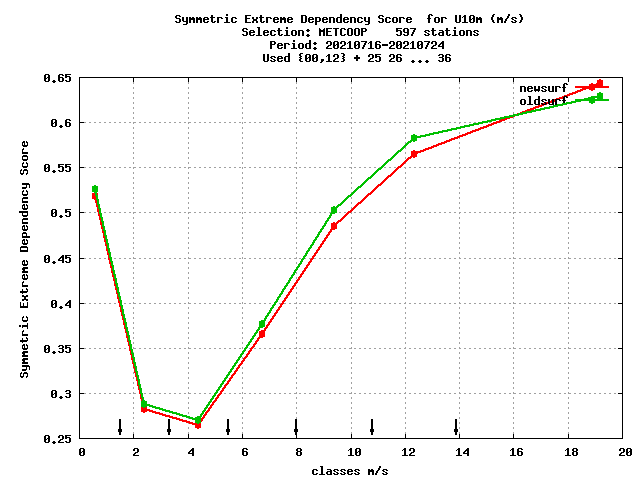 Symmetric Extreme Dependency Score  for U10m (m/s)
Selection: METCOOP    597 stations
Period: 20210716-20210724
Used {00,12} + 25 26 ... 36
newsurf
oldsurf
0.65
0.6
0.55
0.5
0.45
0.4
0.35
0.3
0.25
Symmetric Extreme Dependency Score
0 2 4 6 8 10 12 14 16 18 20
classes m/s